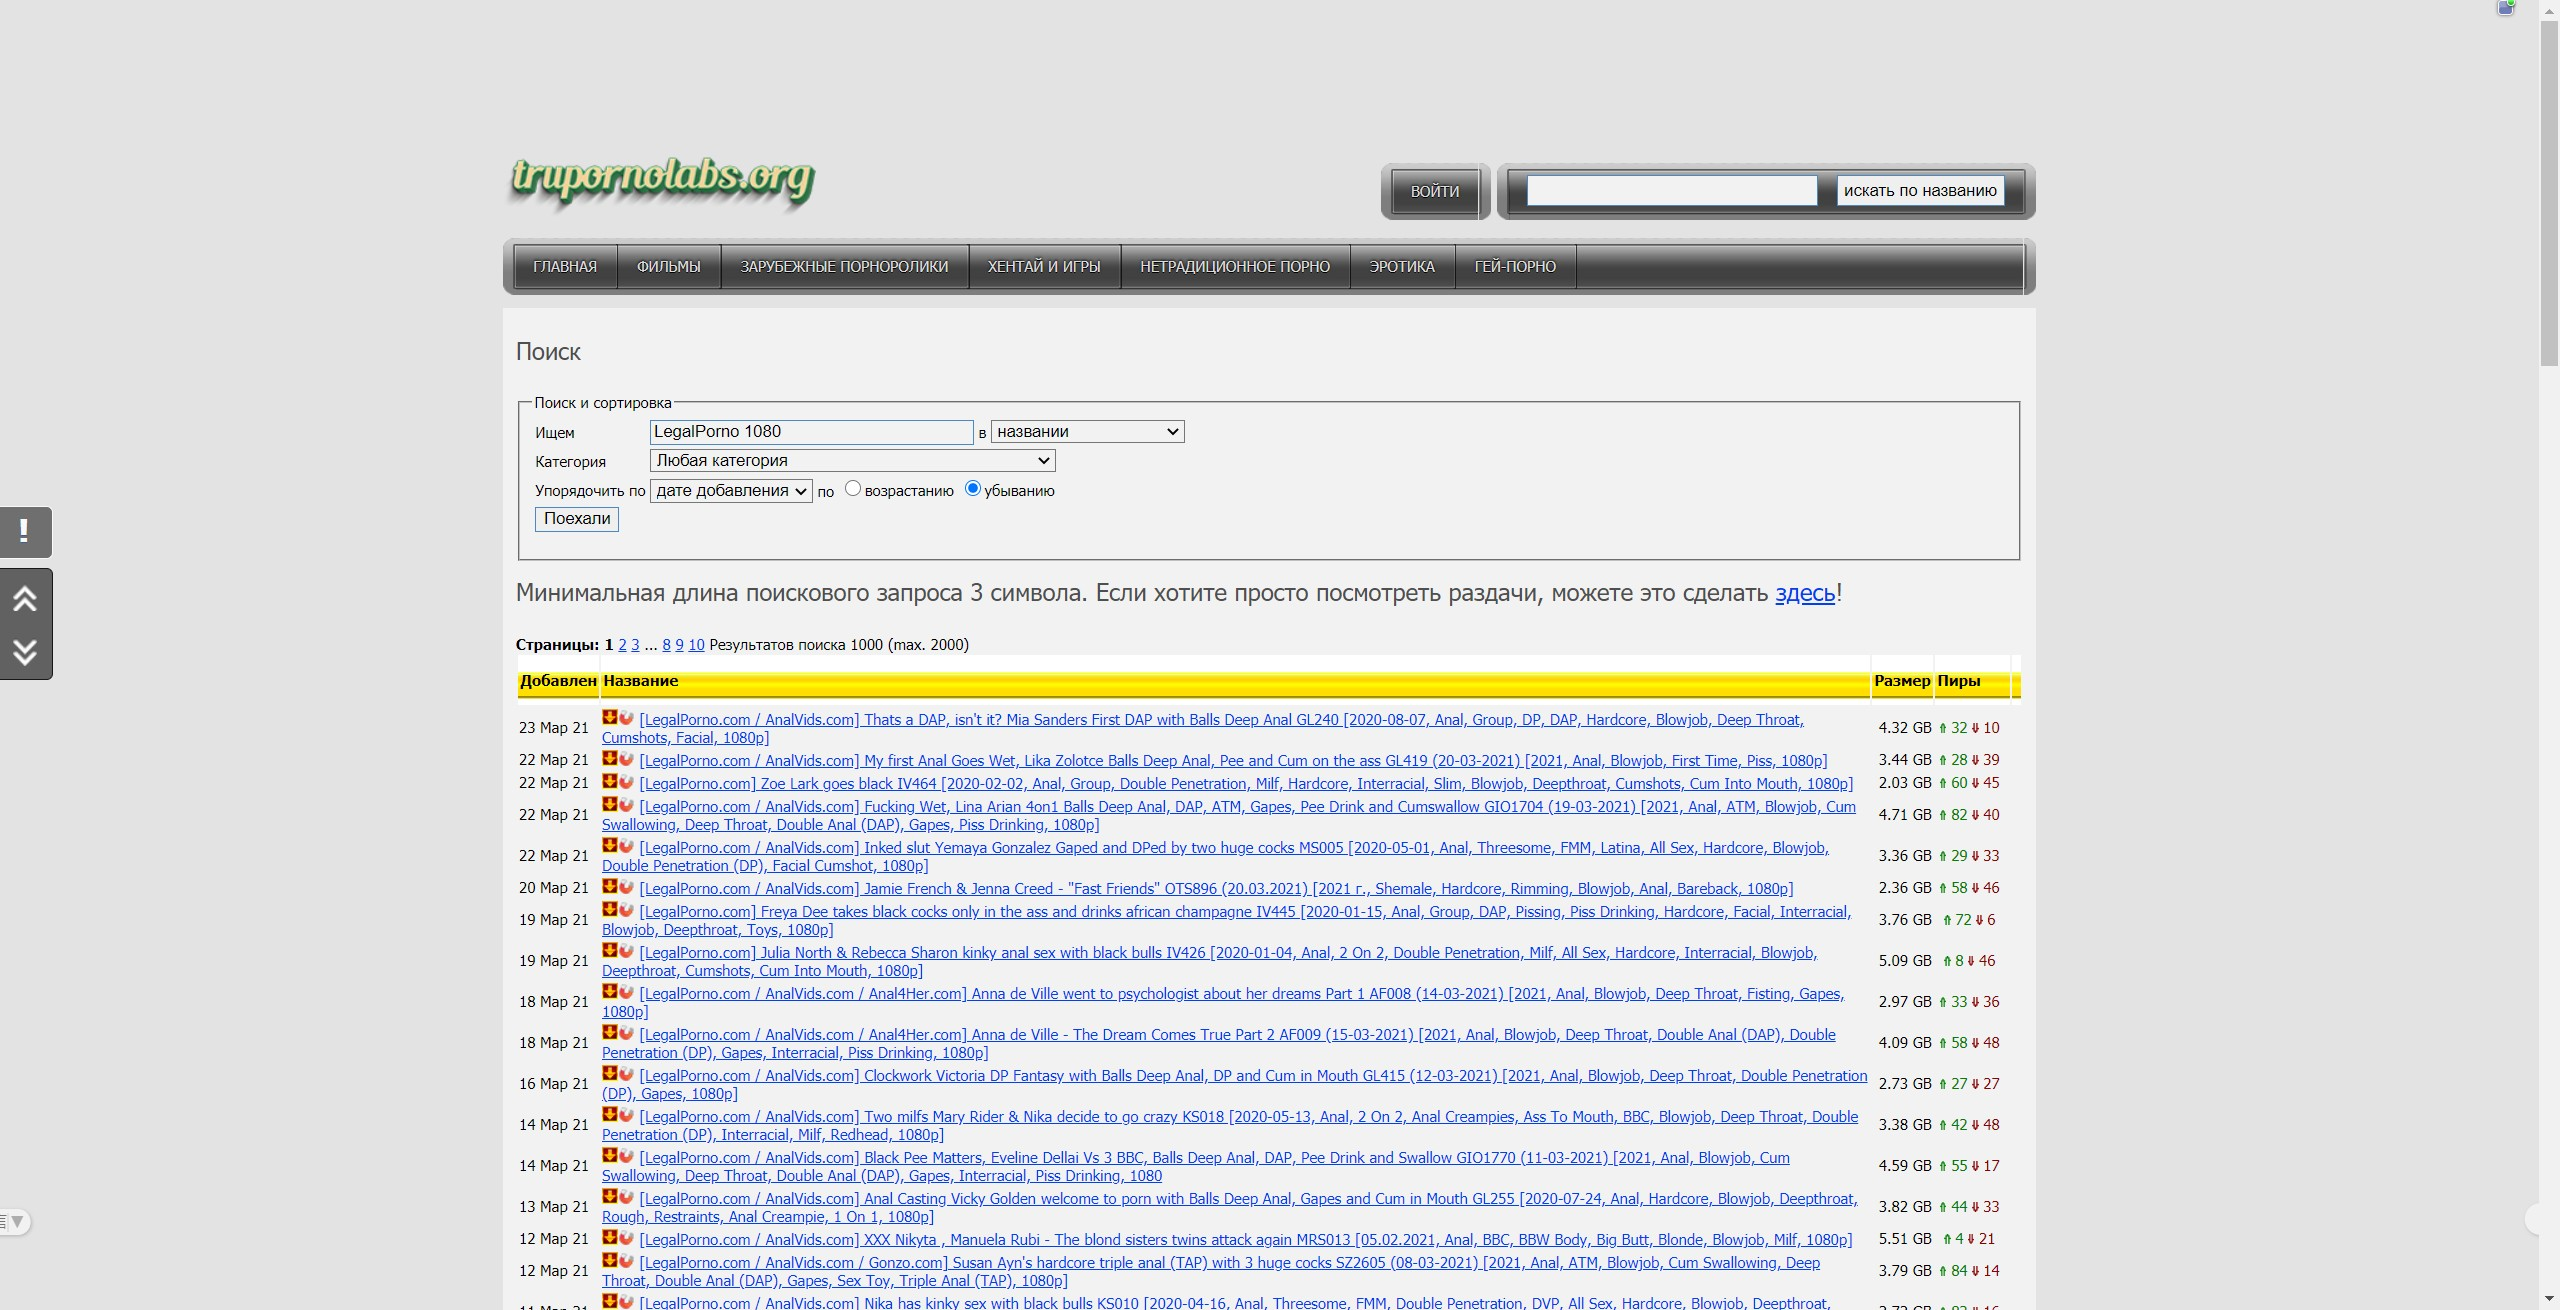 trupornolabs.org
ВОЙТИ
искать по названию
ГЛАВНАЯ ФИЛЬМЫ ЗАРУБЕЖНЫЕ ПОРНОРОЛИКИ ХЕНТАЙ И ИГРЫ НЕТРАДИЦИОННОЕ ПОРНО ЭРОТИКА ГЕЙ-ПОРНО
Поиск
Поиск и сортировка
Ищем LegalPorno 1080 в названии
Категория Любая категория
Упорядочить по дате добавления по возрастанию убыванию
Поехали
Минимальная длина поискового запроса 3 символа. Если хотите просто посмотреть раздачи, можете это сделать здесь!
Страницы: 1 2 3 ... 8 9 10 Результатов поиска 1000 (max. 2000)
Добавлен Название Размер Пиры
23 Мар 21 [LegalPorno.com / AnalVids.com] Thats a DAP, isn't it? Mia Sanders First DAP with Balls Deep Anal GL240 [2020-08-07, Anal, Group, DP, DAP, Hardcore, Blowjob, Deep Throat,
Cumshots, Facial, 1080p] 4.32 GB 32 10
22 Мар 21 [LegalPorno.com / AnalVids.com] My first Anal Goes Wet, Lika Zolotce Balls Deep Anal, Pee and Cum on the ass GL419 (20-03-2021) [2021, Anal, Blowjob, First Time, Piss, 1080p] 3.44 GB 28 39
22 Мар 21 [LegalPorno.com] Zoe Lark goes black IV464 [2020-02-02, Anal, Group, Double Penetration, Milf, Hardcore, Interracial, Slim, Blowjob, Deepthroat, Cumshots, Cum Into Mouth, 1080p] 2.03 GB 60 45
22 Мар 21 [LegalPorno.com / AnalVids.com] Fucking Wet, Lina Arian 4on1 Balls Deep Anal, DAP, ATM, Gapes, Pee Drink and Cumswallow GIO1704 (19-03-2021) [2021, Anal, ATM, Blowjob, Cum
Swallowing, Deep Throat, Double Anal (DAP), Gapes, Piss Drinking, 1080p] 4.71 GB 82 40
22 Мар 21 [LegalPorno.com / AnalVids.com] Inked slut Yemaya Gonzalez Gaped and DPed by two huge cocks MS005 [2020-05-01, Anal, Threesome, FMM, Latina, All Sex, Hardcore, Blowjob,
Double Penetration (DP), Facial Cumshot, 1080p] 3.36 GB 29 33
20 Мар 21 [LegalPorno.com / AnalVids.com] Jamie French & Jenna Creed - "Fast Friends" OTS896 (20.03.2021) [2021 г., Shemale, Hardcore, Rimming, Blowjob, Anal, Bareback, 1080p] 2.36 GB 58 46
19 Мар 21 [LegalPorno.com] Freya Dee takes black cocks only in the ass and drinks african champagne IV445 [2020-01-15, Anal, Group, DAP, Pissing, Piss Drinking, Hardcore, Facial, Interracial,
Blowjob, Deepthroat, Toys, 1080p] 3.76 GB 72 6
19 Мар 21 [LegalPorno.com] Julia North & Rebecca Sharon kinky anal sex with black bulls IV426 [2020-01-04, Anal, 2 On 2, Double Penetration, Milf, All Sex, Hardcore, Interracial, Blowjob,
Deepthroat, Cumshots, Cum Into Mouth, 1080p] 5.09 GB 8 46
18 Мар 21 [LegalPorno.com / AnalVids.com / Anal4Her.com] Anna de Ville went to psychologist about her dreams Part 1 AF008 (14-03-2021) [2021, Anal, Blowjob, Deep Throat, Fisting, Gapes,
1080p] 2.97 GB 33 36
18 Мар 21 [LegalPorno.com / AnalVids.com / Anal4Her.com] Anna de Ville - The Dream Comes True Part 2 AF009 (15-03-2021) [2021, Anal, Blowjob, Deep Throat, Double Anal (DAP), Double
Penetration (DP), Gapes, Interracial, Piss Drinking, 1080p] 4.09 GB 58 48
16 Мар 21 [LegalPorno.com / AnalVids.com] Clockwork Victoria DP Fantasy with Balls Deep Anal, DP and Cum in Mouth GL415 (12-03-2021) [2021, Anal, Blowjob, Deep Throat, Double Penetration
(DP), Gapes, 1080p] 2.73 GB 27 27
14 Мар 21 [LegalPorno.com / AnalVids.com] Two milfs Mary Rider & Nika decide to go crazy KS018 [2020-05-13, Anal, 2 On 2, Anal Creampies, Ass To Mouth, BBC, Blowjob, Deep Throat, Double
Penetration (DP), Interracial, Milf, Redhead, 1080p] 3.38 GB 42 48
14 Мар 21 [LegalPorno.com / AnalVids.com] Black Pee Matters, Eveline Dellai Vs 3 BBC, Balls Deep Anal, DAP, Pee Drink and Swallow GIO1770 (11-03-2021) [2021, Anal, Blowjob, Cum
Swallowing, Deep Throat, Double Anal (DAP), Gapes, Interracial, Piss Drinking, 1080 4.59 GB 55 17
13 Мар 21 [LegalPorno.com / AnalVids.com] Anal Casting Vicky Golden welcome to porn with Balls Deep Anal, Gapes and Cum in Mouth GL255 [2020-07-24, Anal, Hardcore, Blowjob, Deepthroat,
Rough, Restraints, Anal Creampie, 1 On 1, 1080p] 3.82 GB 44 33
12 Мар 21 [LegalPorno.com / AnalVids.com] XXX Nikyta , Manuela Rubi - The blond sisters twins attack again MRS013 [05.02.2021, Anal, BBC, BBW Body, Big Butt, Blonde, Blowjob, Milf, 1080p] 5.51 GB 4 21
12 Мар 21 [LegalPorno.com / AnalVids.com / Gonzo.com] Susan Ayn's hardcore triple anal (TAP) with 3 huge cocks SZ2605 (08-03-2021) [2021, Anal, ATM, Blowjob, Cum Swallowing, Deep
Throat, Double Anal (DAP), Gapes, Sex Toy, Triple Anal (TAP), 1080p] 3.79 GB 84 14
[LegalPorno.com / AnalVids.com] Nika has kinky sex with black bulls KS010 [2020-04-16, Anal, Threesome, FMM, Double Penetration, DVP, All Sex, Hardcore, Blowjob, Deepthroat,